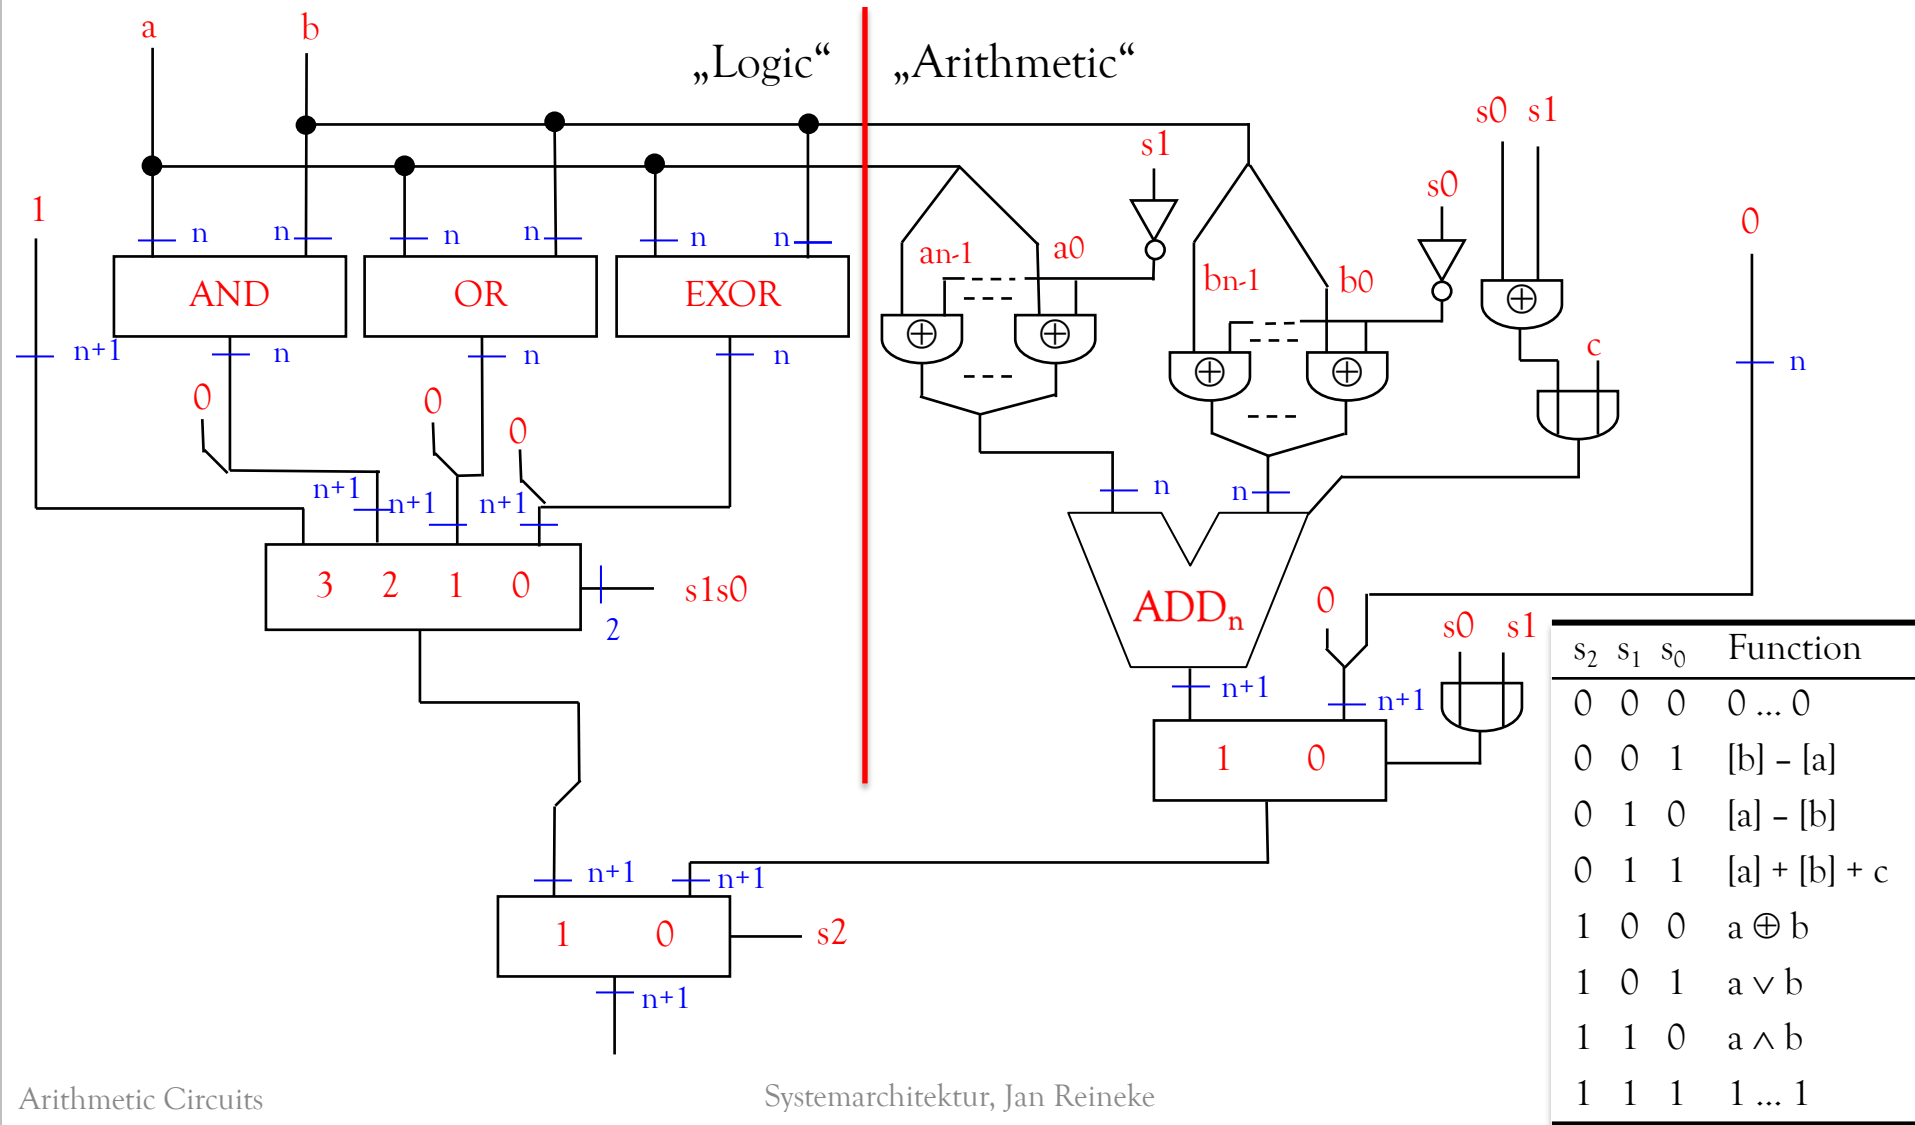 a
b
„Logic“
„Arithmetic“
s0 s1
s1
s0
1
0
n
n
n
n
n
n
an-1
a0
bn-1
b0
AND
OR
EXOR
⊕
⊕
⊕
⊕
⊕
n+1
n
n
n
c
n
0
0
0
n+1
n+1
n+1
n
n
3 2 1 0
s1s0
2
ADDn
0
s0 s1
n+1
n+1
1 0
n+1
n+1
1 0
s2
n+1
s2 s1 s0 Function
0 0 0 0 ... 0
0 0 1 [b] – [a]
0 1 0 [a] – [b]
0 1 1 [a] + [b] + c
1 0 0 a ⊕ b
1 0 1 a ∨ b
1 1 0 a ∧ b
1 1 1 1 ... 1
Arithmetic Circuits
Systemarchitektur, Jan Reineke